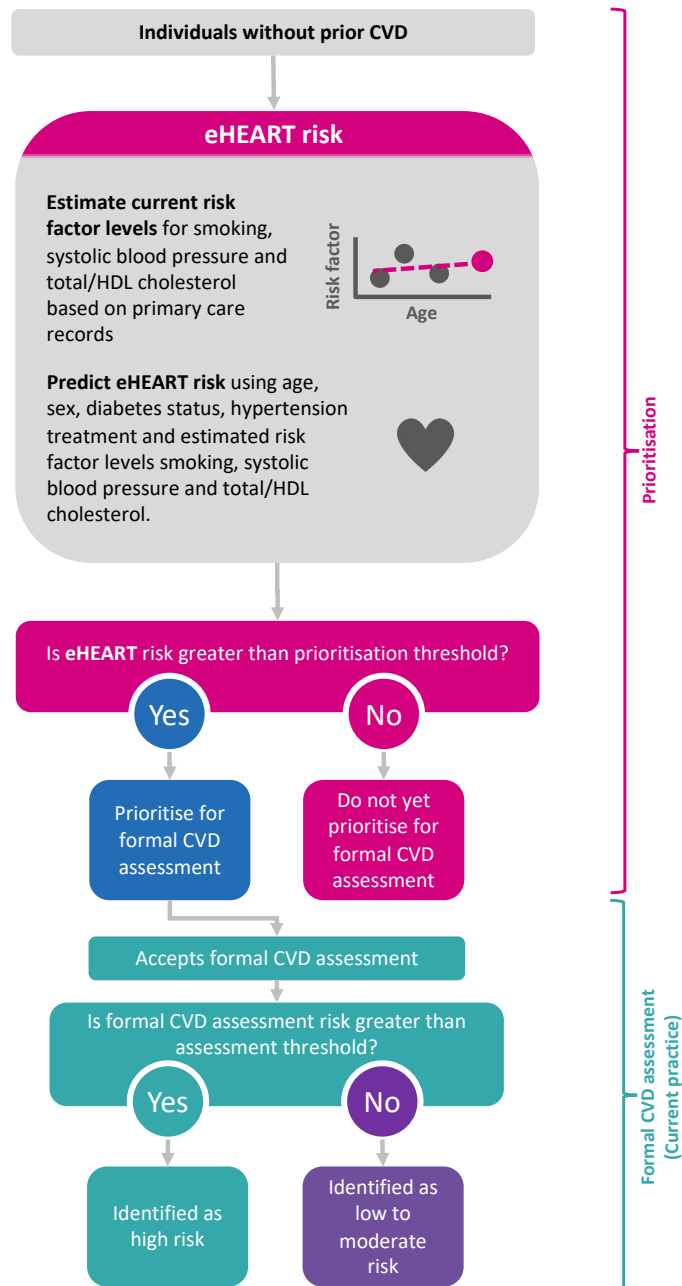 Individuals without prior CVD
eHEART risk
Estimate current risk
factor levels for smoking,
systolic blood pressure and
total/HDL cholesterol
based on primary care
records
Risk factor
Age
Predict eHEART risk using age,
sex, diabetes status, hypertension
treatment and estimated risk
factor levels smoking, systolic
blood pressure and total/HDL
cholesterol.
Is eHEART risk greater than prioritisation threshold?
Yes
No
Prioritise for
formal CVD
assessment
Do not yet
prioritise for
formal CVD
assessment
Prioritisation
Accepts formal CVD assessment
Is formal CVD assessment risk greater than
assessment threshold?
Yes
No
Identified as
high risk
Identified as
low to
moderate
risk
Formal CVD assessment
(Current practice)